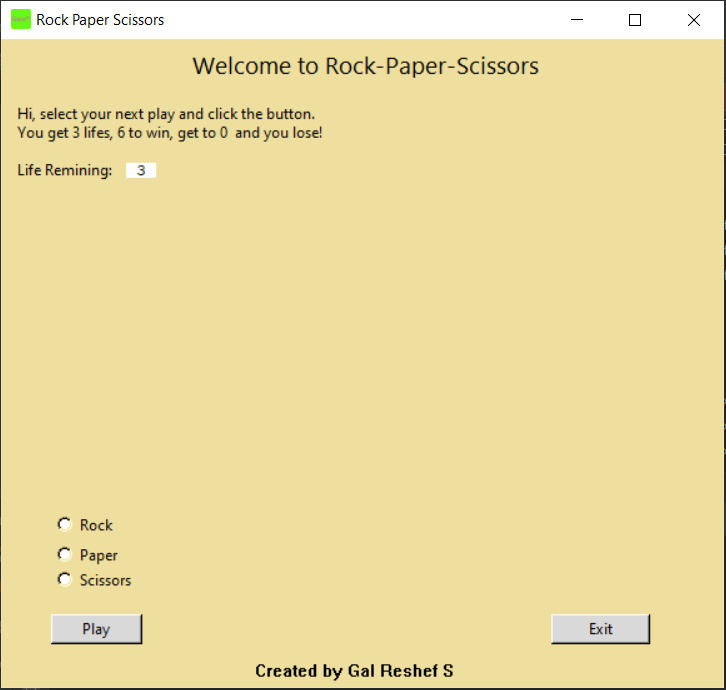 Rock Paper Scissors
Welcome to Rock-Paper-Scissors
Hi, select your next play and click the button.
You get 3 lifes, 6 to win, get to 0  and you lose!
Life Remining: 3
Rock
Paper
Scissors
Play Exit
Created by Gal Reshef S